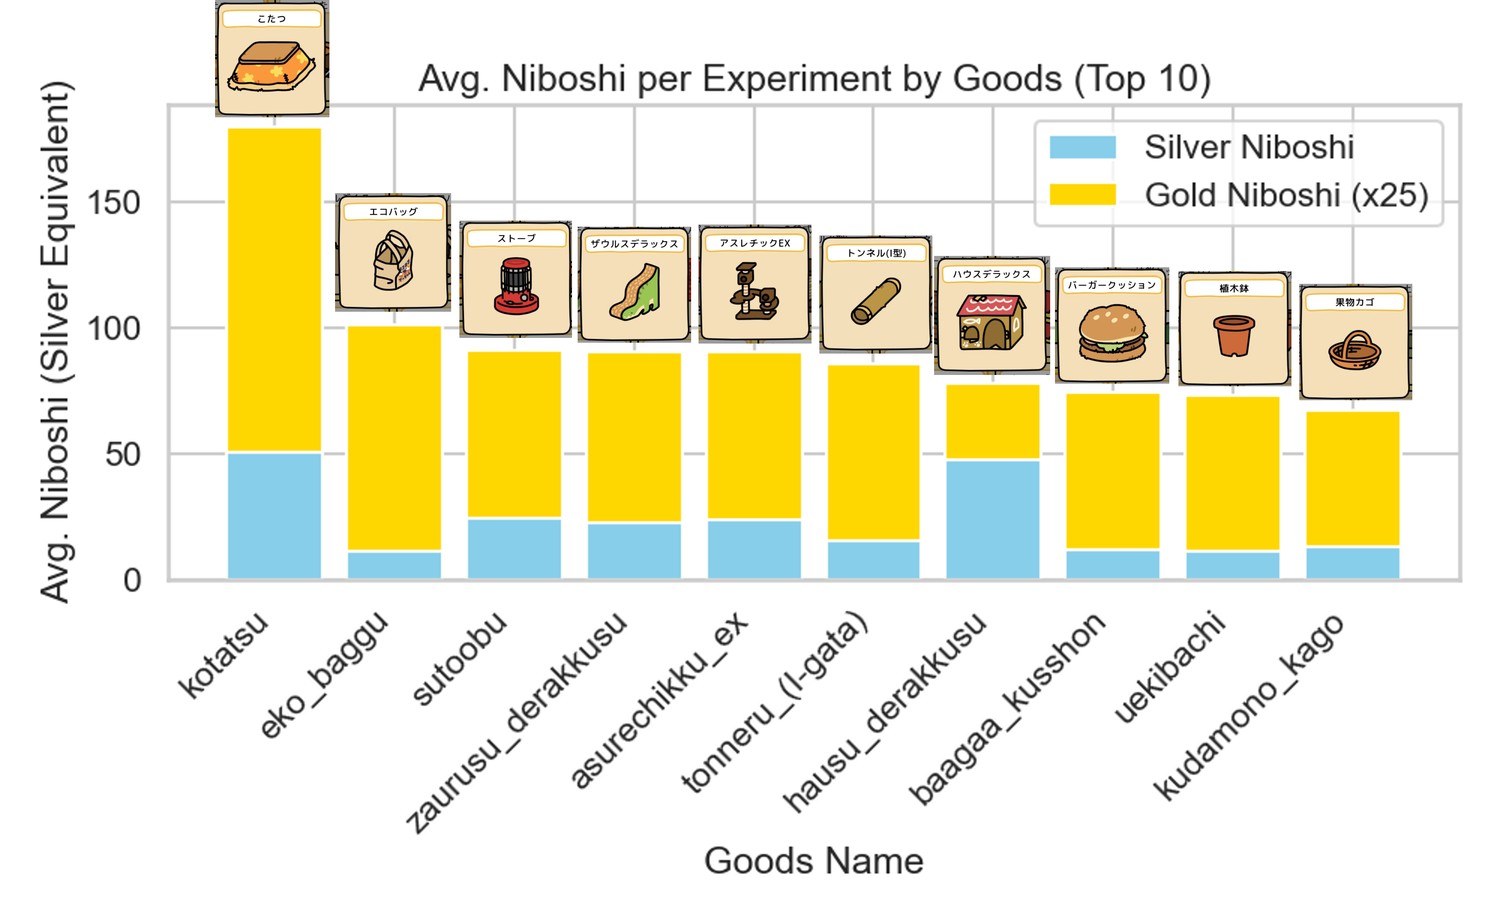 Avg. Niboshi per Experiment by Goods (Top 10)
Avg. Niboshi (Silver Equivalent)
150
100
50
0
Silver Niboshi
Gold Niboshi (x25)
こたつ
エコバッグ
ストーブ
ザウルスデラックス
アスレチックEX
トンネル(I型)
ハウスデラックス
バーガークッション
植木鉢
果物カゴ
kotatsu
eko_baggu
sutoobu
zaurusu_derakkusu
asurechikku_ex
tonneru_(I-gata)
hausu_derakkusu
baagaa_kusshon
uekibachi
kudamono_kago
Goods Name